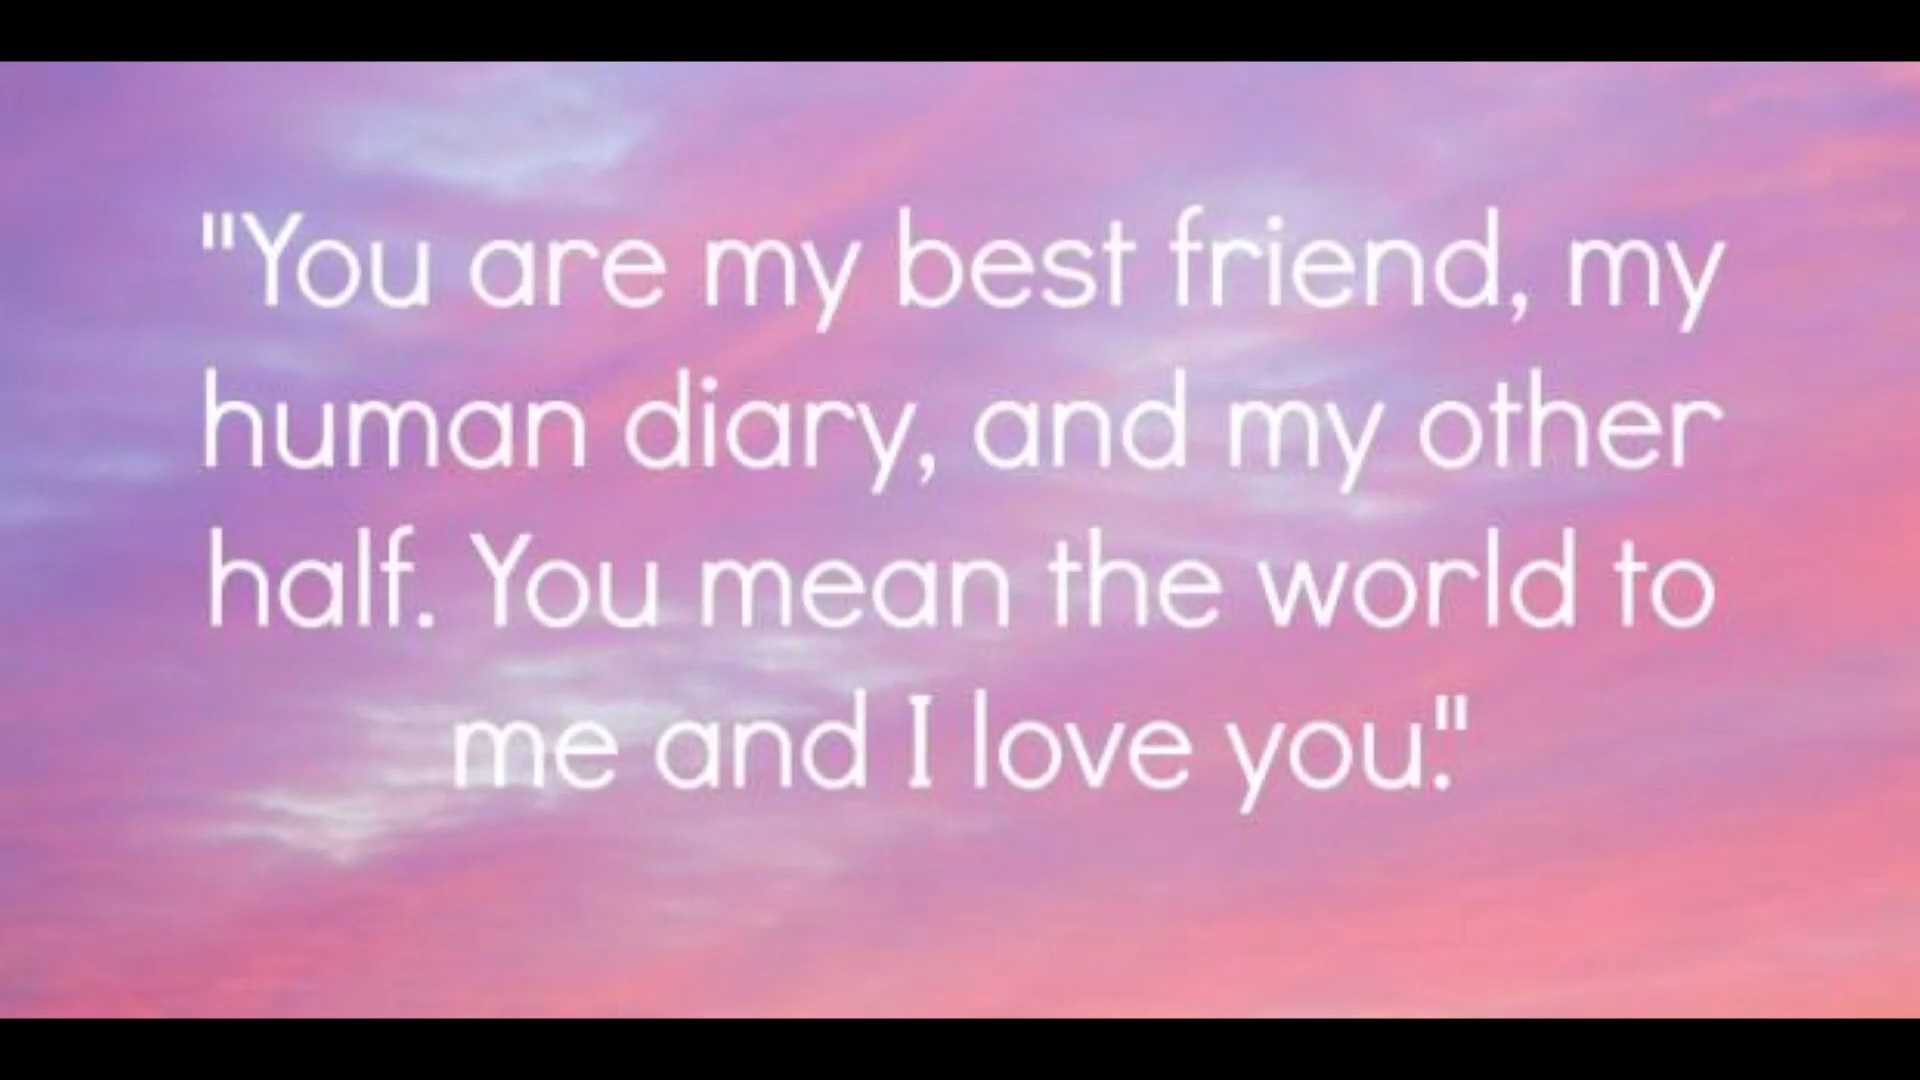 "You are my best friend, my
human diary, and my other
half. You mean the world to
me and I love you."